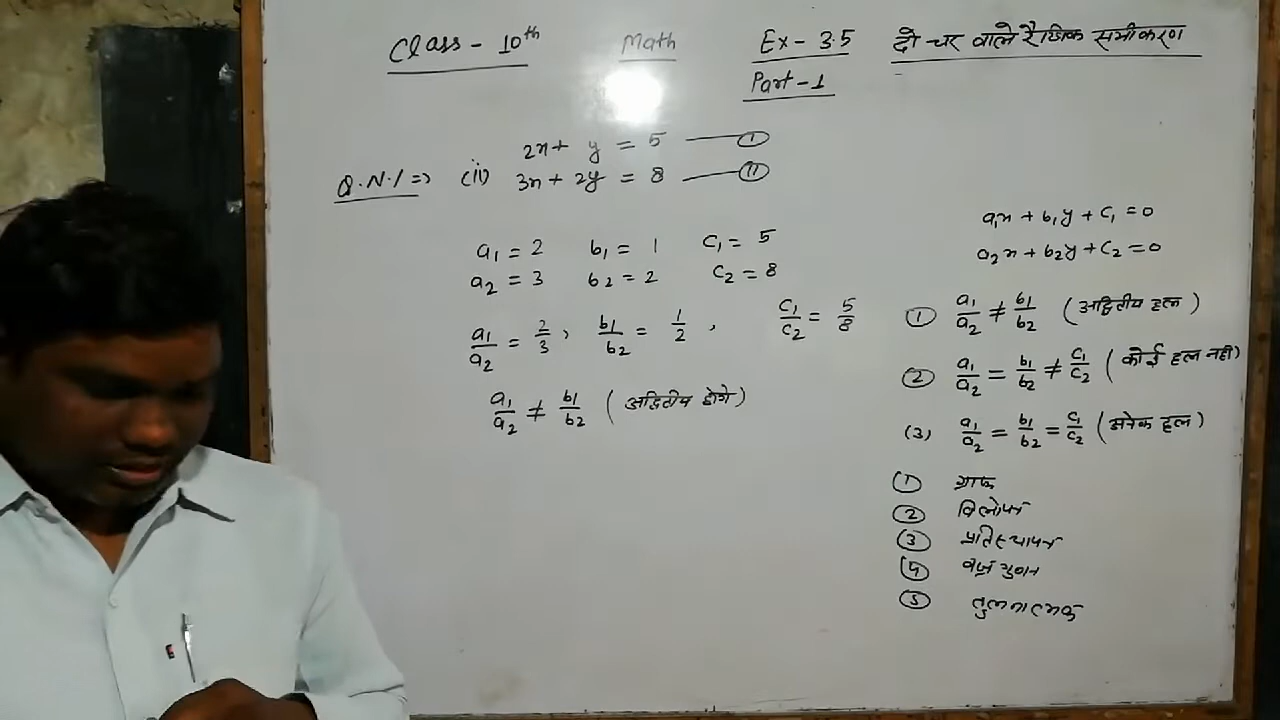 Class - 10th Math Ex - 3.5 दो चर वाले रैखिक समीकरण
Part - 1
2x + y = 5 —— (I)
Q.N.1 => (ii) 3x + 2y = 8 —— (II)
a₁ = 2 b₁ = 1 c₁ = 5
a₂ = 3 b₂ = 2 c₂ = 8
a₁/a₂ = 2/3, b₁/b₂ = 1/2, c₁/c₂ = 5/8
a₁/a₂ ≠ b₁/b₂ (अद्वितीय होगे)
a₁x + b₁y + c₁ = 0
a₂x + b₂y + c₂ = 0
(1) a₁/a₂ ≠ b₁/b₂ (अद्वितीय हल)
(2) a₁/a₂ = b₁/b₂ ≠ c₁/c₂ (कोई हल नही)
(3) a₁/a₂ = b₁/b₂ = c₁/c₂ (अनेक हल)
(1) ग्राफ
(2) विलोपन
(3) प्रतिस्थापन
(4) वज्र गुणन
(5) तुलनात्मक